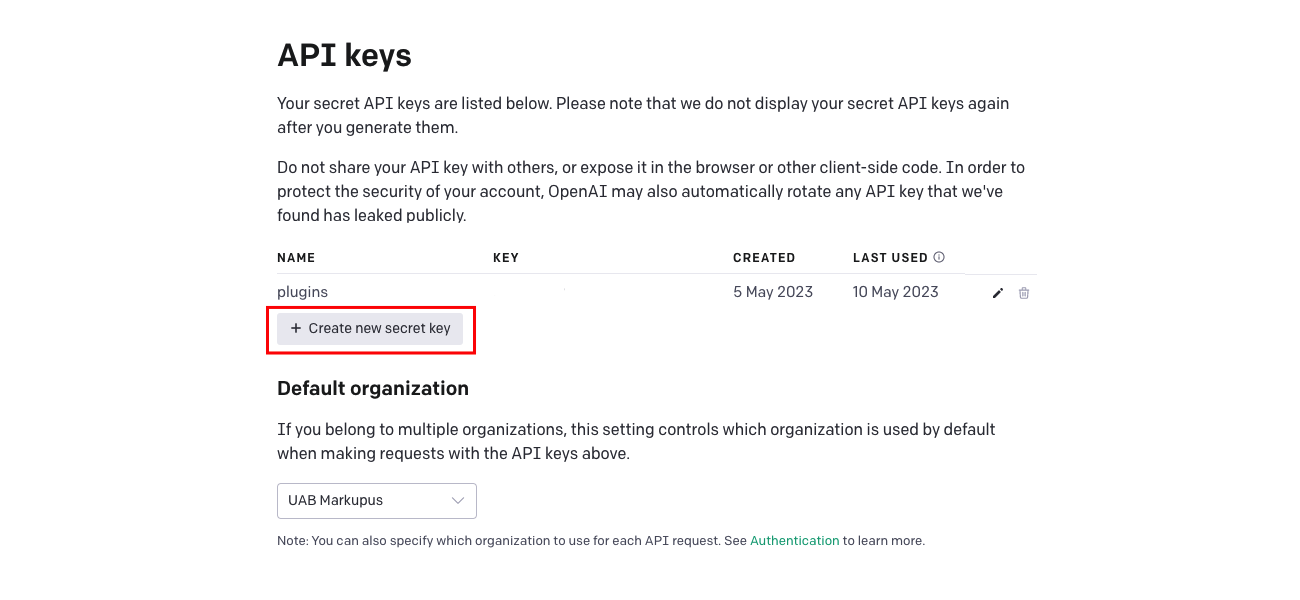 API keys
Your secret API keys are listed below. Please note that we do not display your secret API keys again
after you generate them.
Do not share your API key with others, or expose it in the browser or other client-side code. In order to
protect the security of your account, OpenAI may also automatically rotate any API key that we've
found has leaked publicly.
NAME KEY CREATED LAST USED
plugins 5 May 2023 10 May 2023
+ Create new secret key
Default organization
If you belong to multiple organizations, this setting controls which organization is used by default
when making requests with the API keys above.
UAB Markupus
Note: You can also specify which organization to use for each API request. See Authentication to learn more.